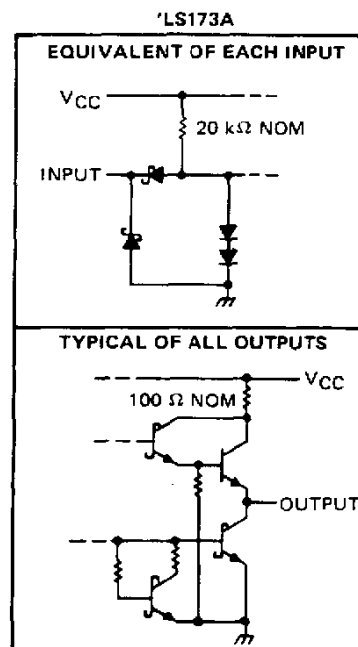 'LS173A
EQUIVALENT OF EACH INPUT
VCC
20 kΩ NOM
INPUT
TYPICAL OF ALL OUTPUTS
VCC
100 Ω NOM
OUTPUT